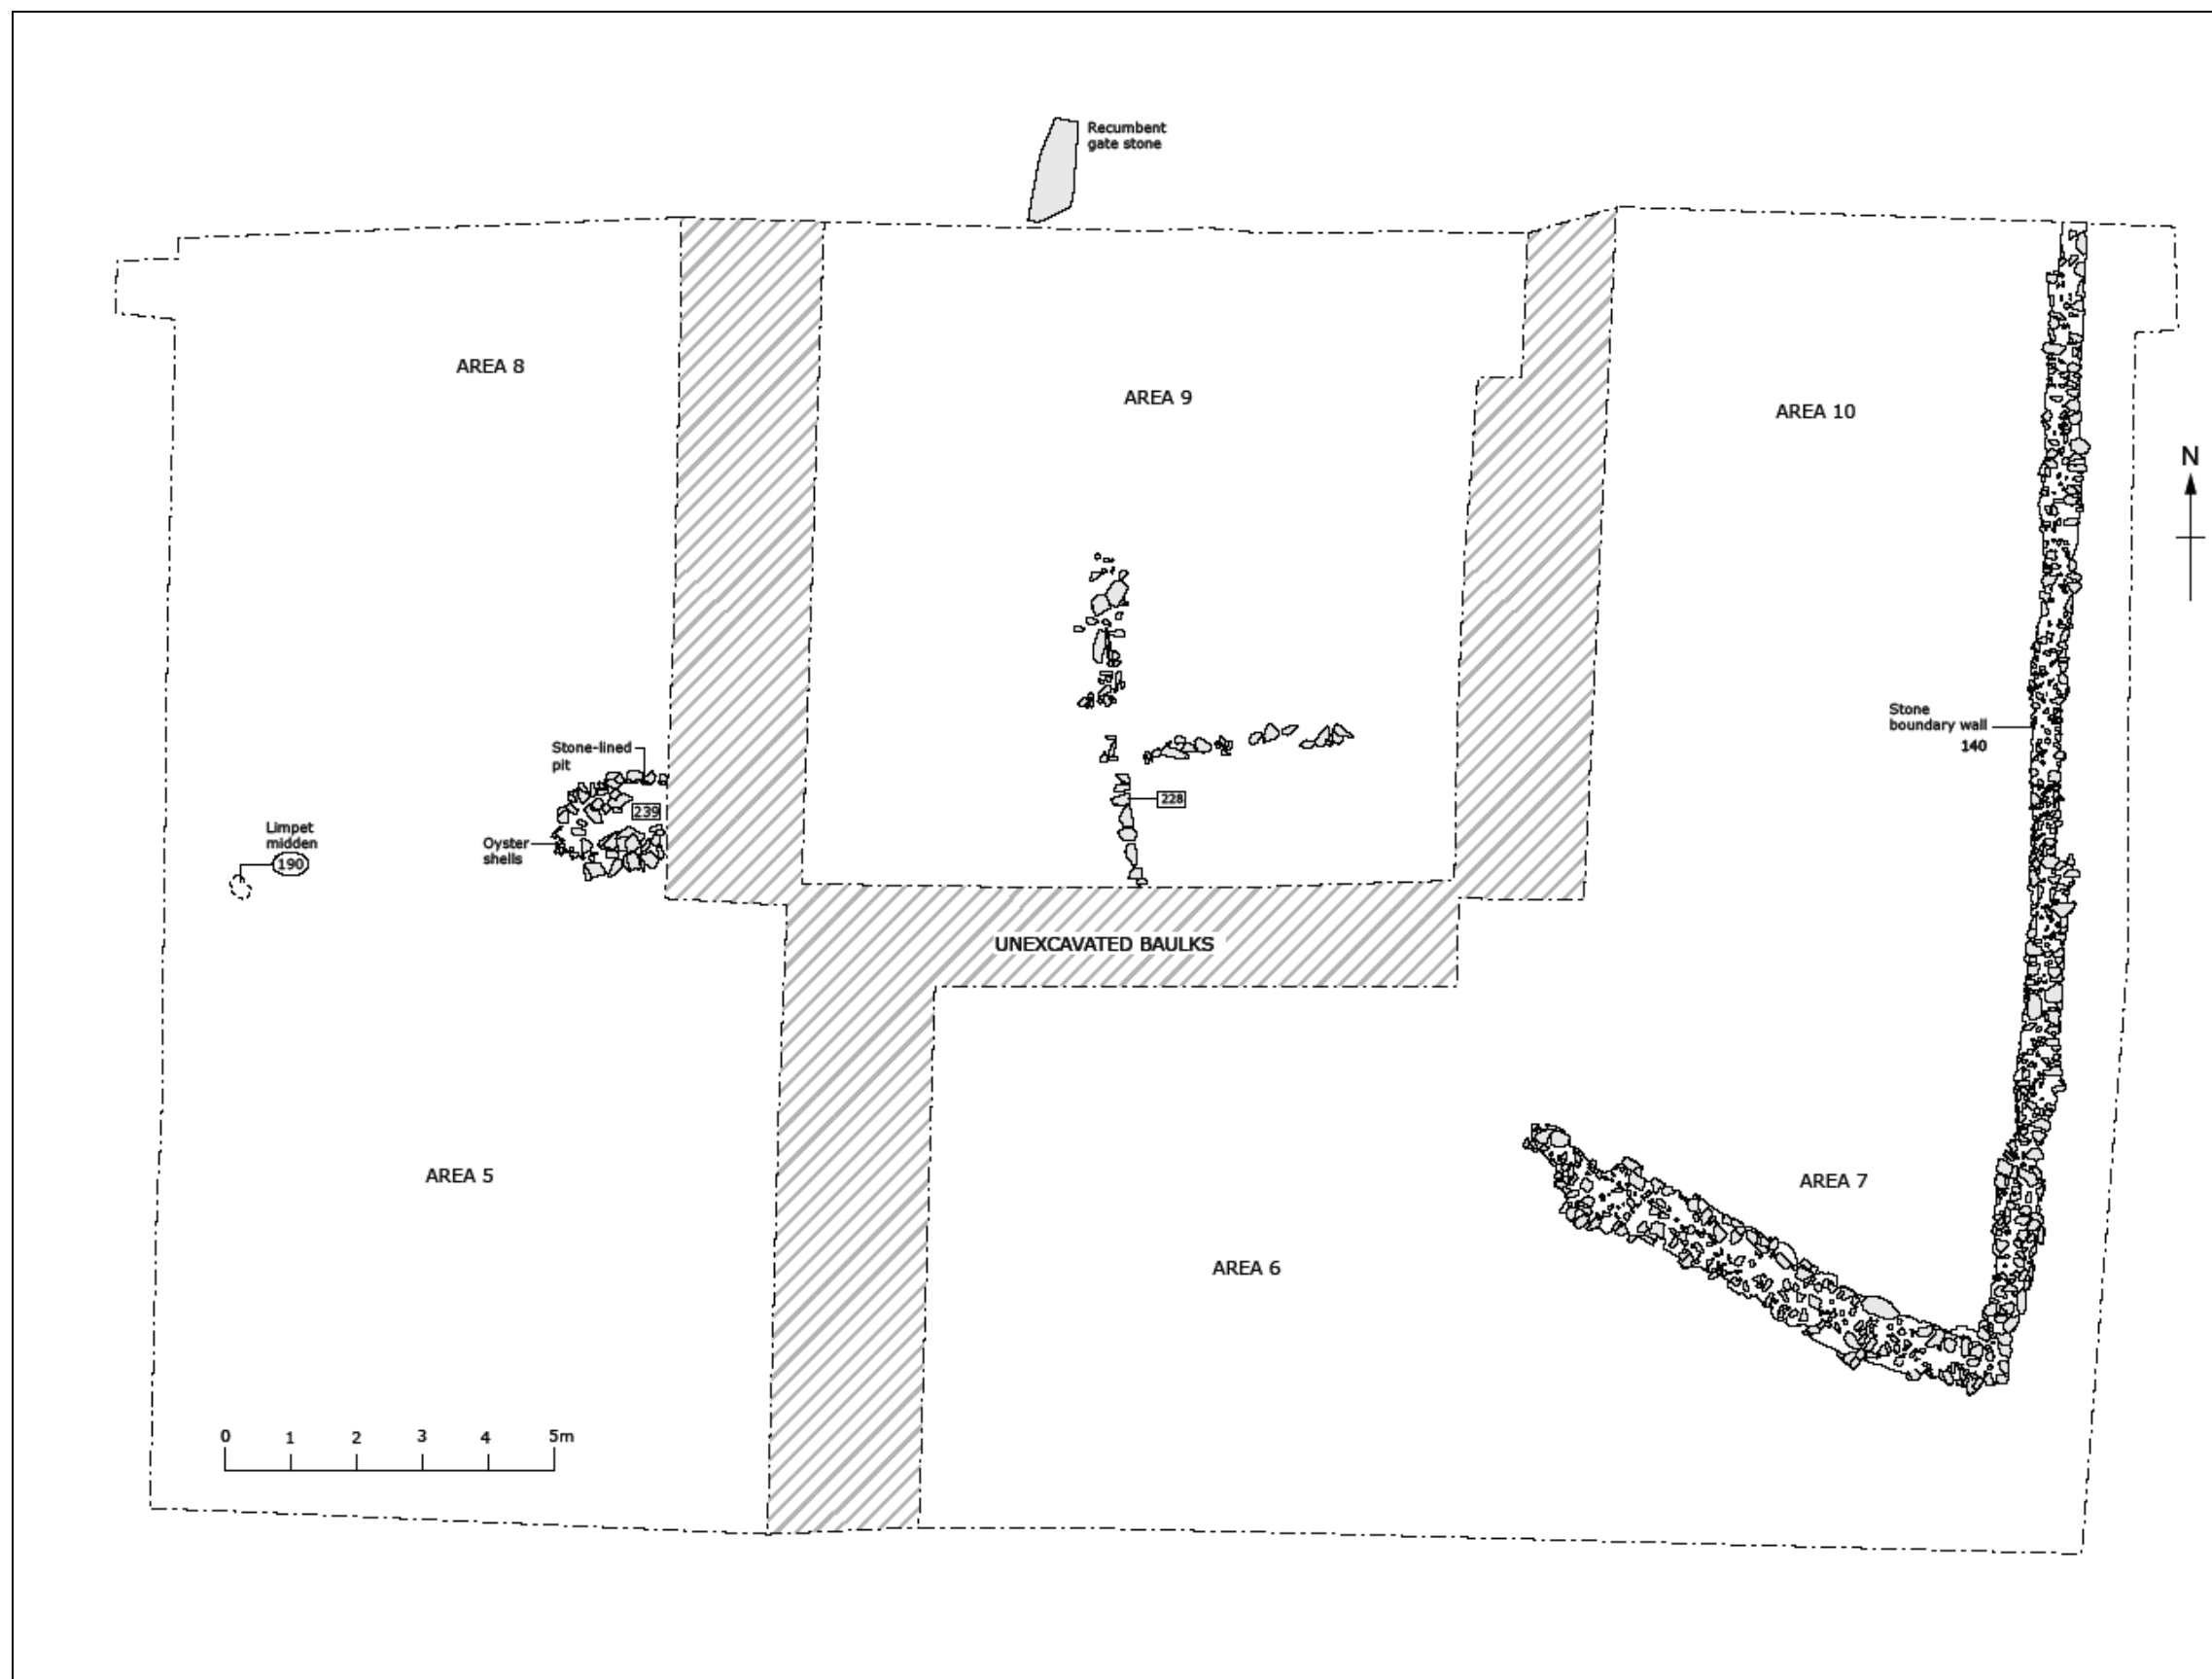 Recumbent
gate stone
AREA 8
AREA 9
AREA 10
N
Stone
boundary wall
140
Stone-lined
pit
239
228
Limpet
midden
190
Oyster
shells
UNEXCAVATED BAULKS
AREA 5
AREA 7
AREA 6
0 1 2 3 4 5m